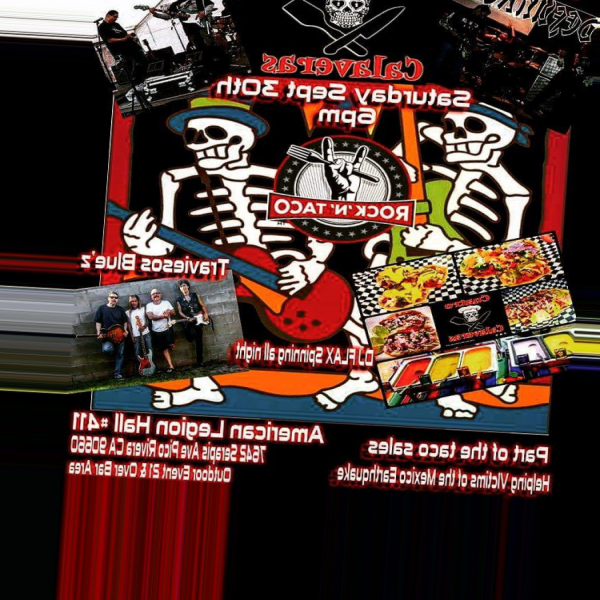 Calaveras
Saturday Sept 30th
6pm
ROCK 'N' TACO
Traviesos Blue'z
DJ FLAX Spinning all night
Calaveras
American Legion Hall # 411
7542 Serapis Ave Pico Rivera CA 90660
Outdoor Event 21 & Over Bar Area
Part of the taco sales
Helping Victims of the Mexico Earthquake